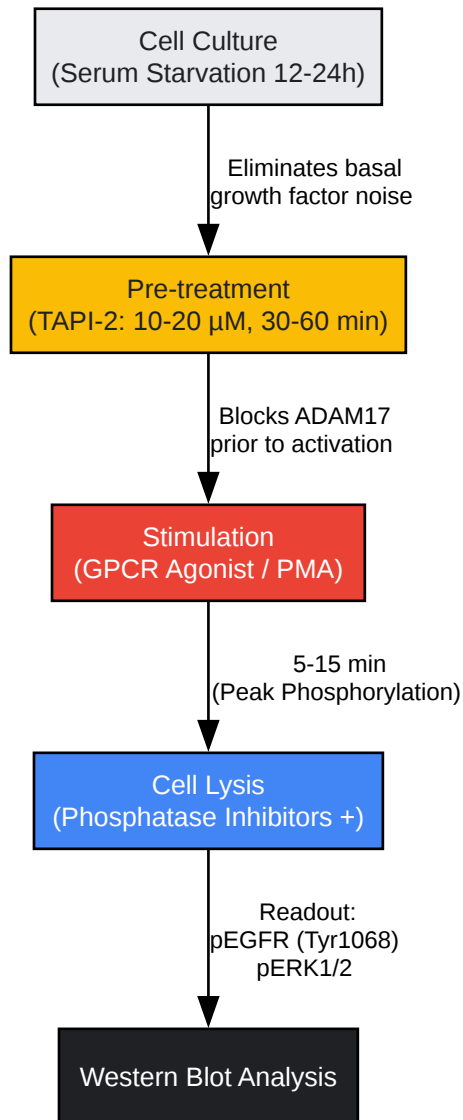 Cell Culture
(Serum Starvation 12-24h)
Eliminates basal
growth factor noise
Pre-treatment
(TAPI-2: 10-20 µM, 30-60 min)
Blocks ADAM17
prior to activation
Stimulation
(GPCR Agonist / PMA)
5-15 min
(Peak Phosphorylation)
Cell Lysis
(Phosphatase Inhibitors +)
Readout:
pEGFR (Tyr1068)
pERK1/2
Western Blot Analysis